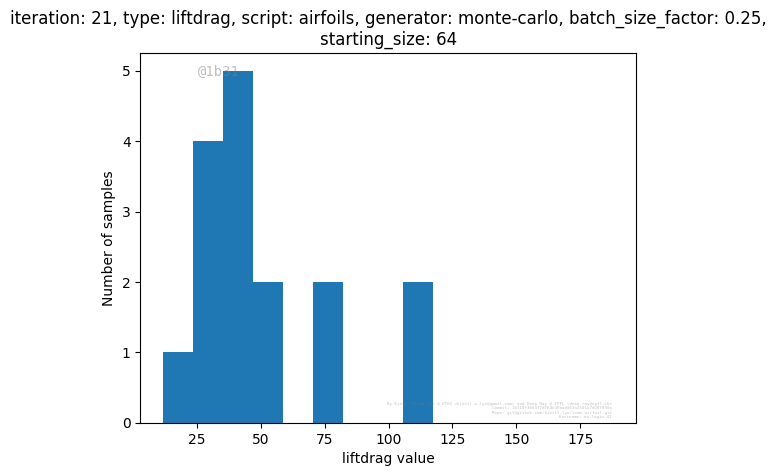 iteration: 21, type: liftdrag, script: airfoils, generator: monte-carlo, batch_size_factor: 0.25,
starting_size: 64
@1b31
5
4
3
2
1
0
Number of samples
25 50 75 100 125 150 175
liftdrag value